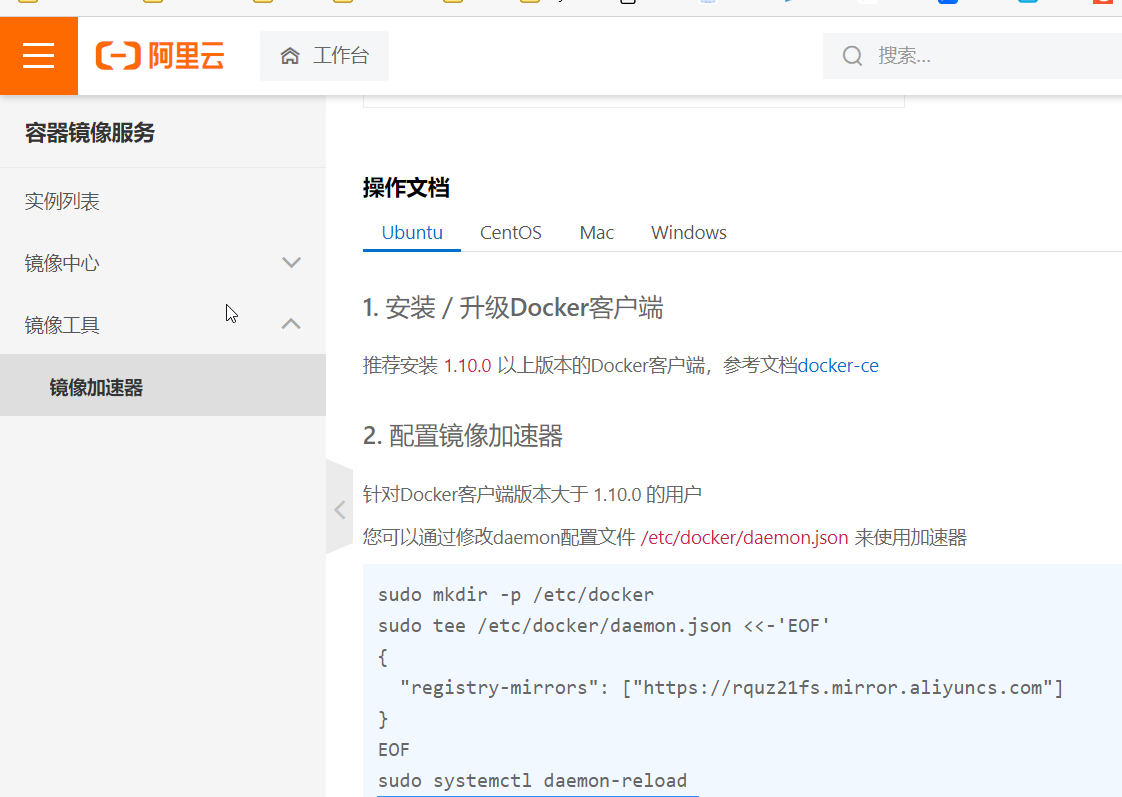 阿里云
工作台
搜索...
容器镜像服务
实例列表
镜像中心
镜像工具
镜像加速器
操作文档
Ubuntu CentOS Mac Windows
1. 安装 / 升级Docker客户端
推荐安装 1.10.0 以上版本的Docker客户端，参考文档docker-ce
2. 配置镜像加速器
针对Docker客户端版本大于 1.10.0 的用户
您可以通过修改daemon配置文件 /etc/docker/daemon.json 来使用加速器
sudo mkdir -p /etc/docker
sudo tee /etc/docker/daemon.json <<-'EOF'
{
  "registry-mirrors": ["https://rquz21fs.mirror.aliyuncs.com"]
}
EOF
sudo systemctl daemon-reload